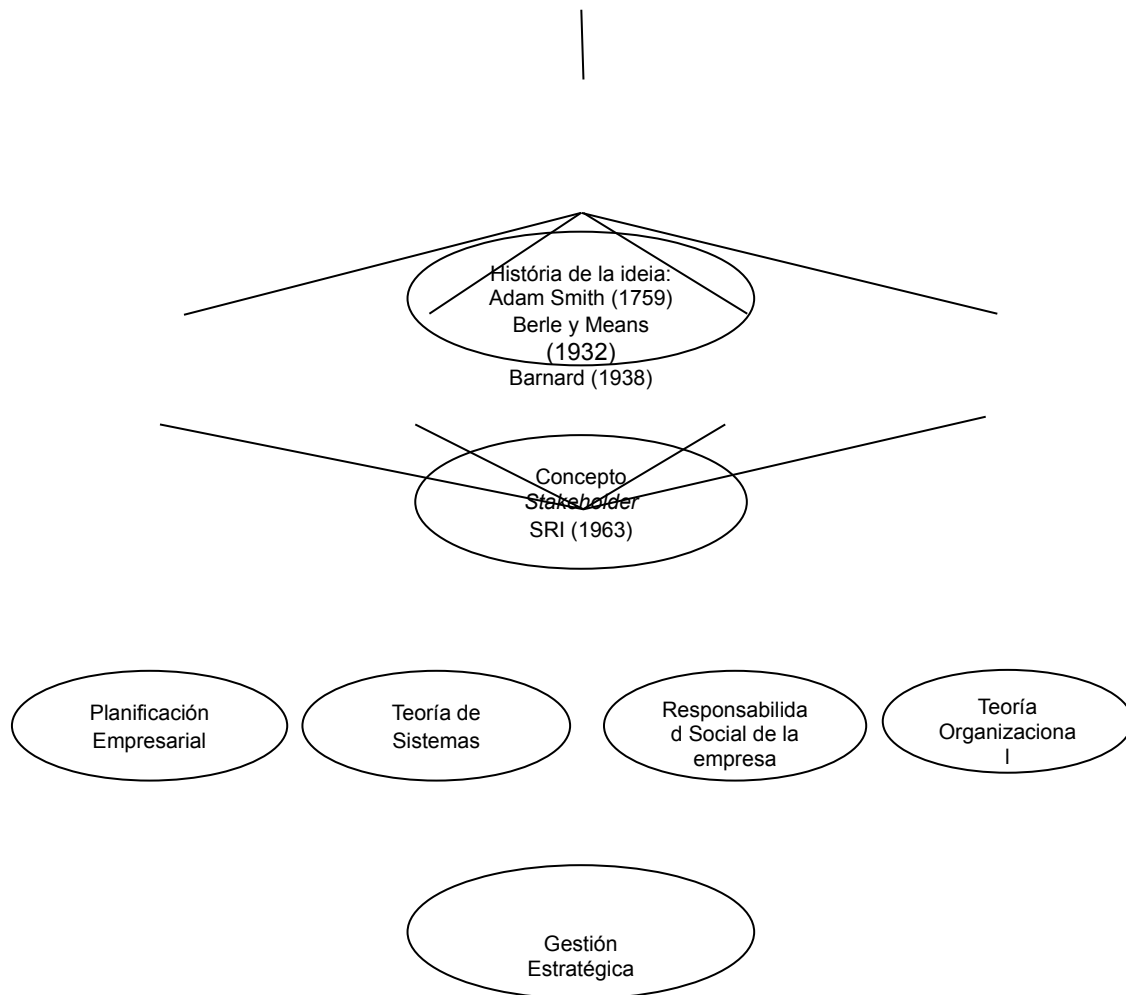 História de la ideia:
Adam Smith (1759)
Berle y Means
(1932)
Barnard (1938)
Concepto
Stakeholder
SRI (1963)
Planificación
Empresarial
Teoría de
Sistemas
Responsabilida
d Social de la
empresa
Teoría
Organizaciona
l
Gestión
Estratégica